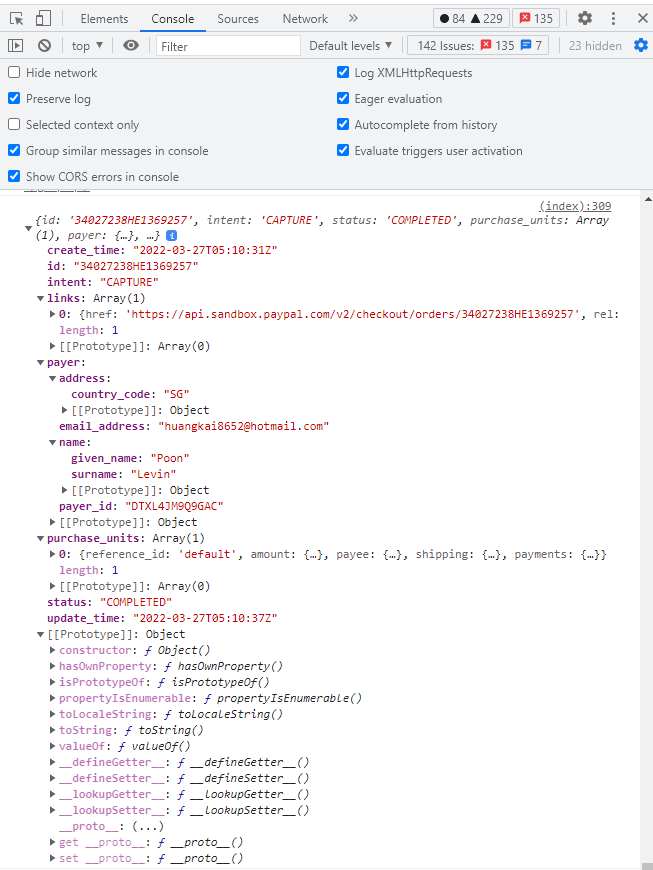 Elements Console Sources Network » 84 229 135
top Filter Default levels 142 Issues: 135 7 23 hidden
Hide network Log XMLHttpRequests
Preserve log Eager evaluation
Selected context only Autocomplete from history
Group similar messages in console Evaluate triggers user activation
Show CORS errors in console
(index):309
{id: '34027238HE1369257', intent: 'CAPTURE', status: 'COMPLETED', purchase_units: Array
(1), payer: {…}, …} i
create_time: "2022-03-27T05:10:31Z"
id: "34027238HE1369257"
intent: "CAPTURE"
links: Array(1)
0: {href: 'https://api.sandbox.paypal.com/v2/checkout/orders/34027238HE1369257', rel:
length: 1
[[Prototype]]: Array(0)
payer:
address:
country_code: "SG"
[[Prototype]]: Object
email_address: "huangkai8652@hotmail.com"
name:
given_name: "Poon"
surname: "Levin"
[[Prototype]]: Object
payer_id: "DTXL4JM9Q9GAC"
[[Prototype]]: Object
purchase_units: Array(1)
0: {reference_id: 'default', amount: {…}, payee: {…}, shipping: {…}, payments: {…}}
length: 1
[[Prototype]]: Array(0)
status: "COMPLETED"
update_time: "2022-03-27T05:10:37Z"
[[Prototype]]: Object
constructor: ƒ Object()
hasOwnProperty: ƒ hasOwnProperty()
isPrototypeOf: ƒ isPrototypeOf()
propertyIsEnumerable: ƒ propertyIsEnumerable()
toLocaleString: ƒ toLocaleString()
toString: ƒ toString()
valueOf: ƒ valueOf()
__defineGetter__: ƒ __defineGetter__()
__defineSetter__: ƒ __defineSetter__()
__lookupGetter__: ƒ __lookupGetter__()
__lookupSetter__: ƒ __lookupSetter__()
__proto__: (...)
get __proto__: ƒ __proto__()
set __proto__: ƒ __proto__()